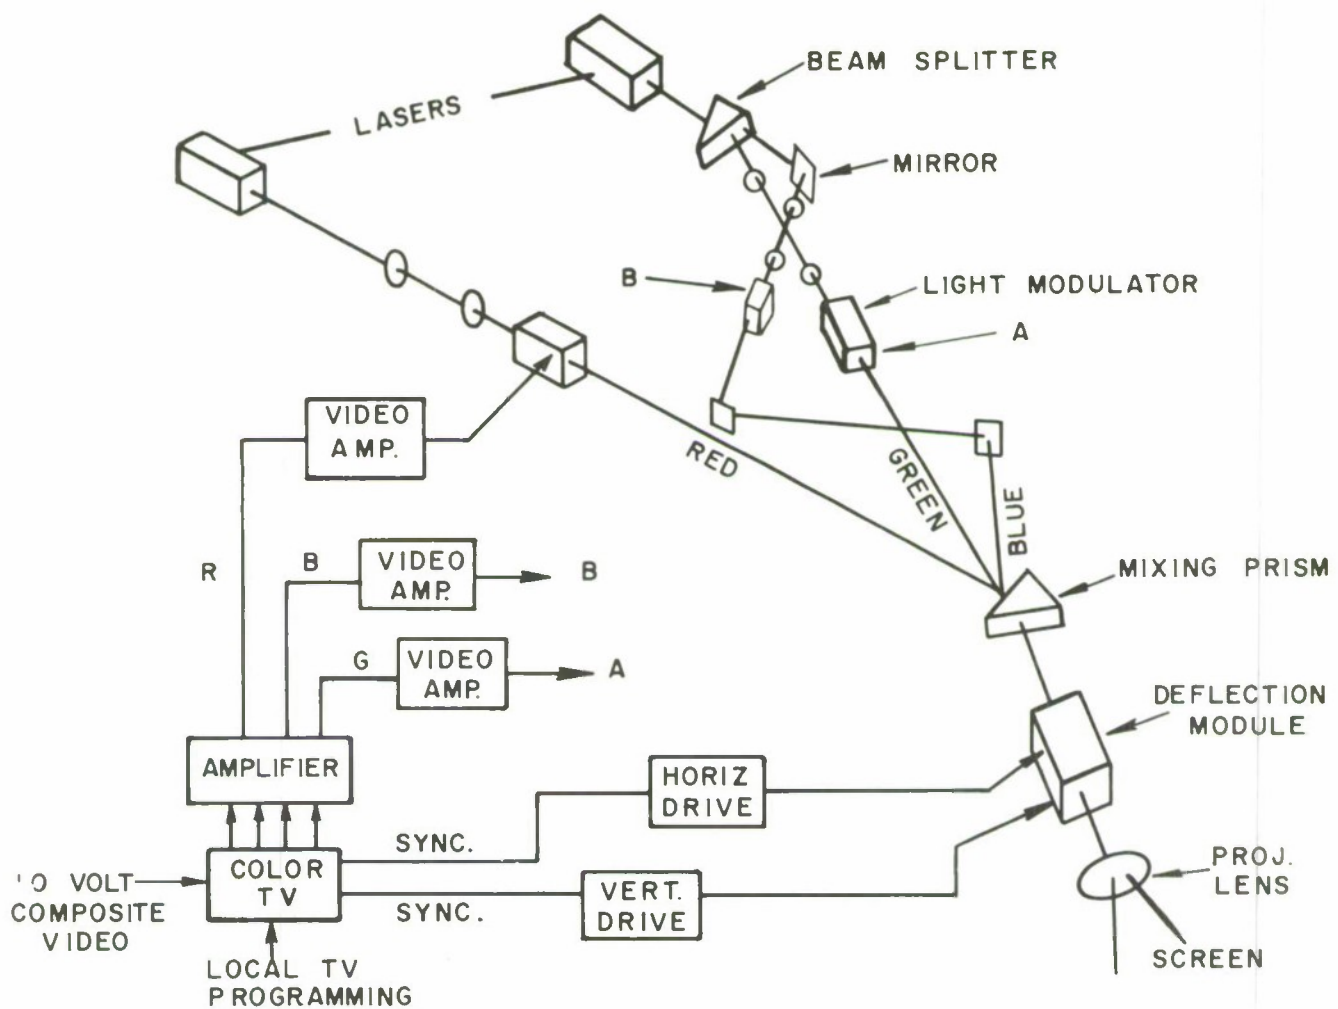 BEAM SPLITTER
LASERS
MIRROR
B
LIGHT MODULATOR
A
VIDEO
AMP.
RED
GREEN
BLUE
R
B
VIDEO
AMP.
B
MIXING PRISM
G
VIDEO
AMP.
A
DEFLECTION
MODULE
AMPLIFIER
HORIZ
DRIVE
SYNC.
COLOR
TV
VOLT
COMPOSITE
VIDEO
SYNC.
VERT.
DRIVE
PROJ.
LENS
SCREEN
LOCAL TV
PROGRAMMING